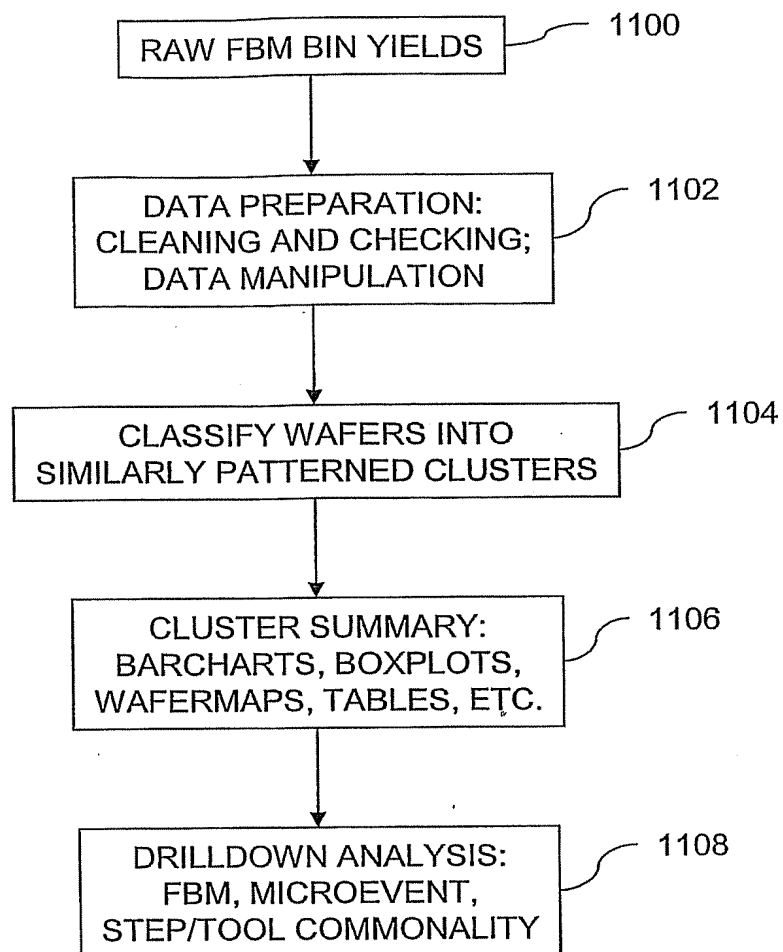 RAW FBM BIN YIELDS
1100
DATA PREPARATION:
CLEANING AND CHECKING;
DATA MANIPULATION
1102
CLASSIFY WAFERS INTO
SIMILARLY PATTERNED CLUSTERS
1104
CLUSTER SUMMARY:
BARCHARTS, BOXPLOTS,
WAFERMAPS, TABLES, ETC.
1106
DRILLDOWN ANALYSIS:
FBM, MICROEVENT,
STEP/TOOL COMMONALITY
1108